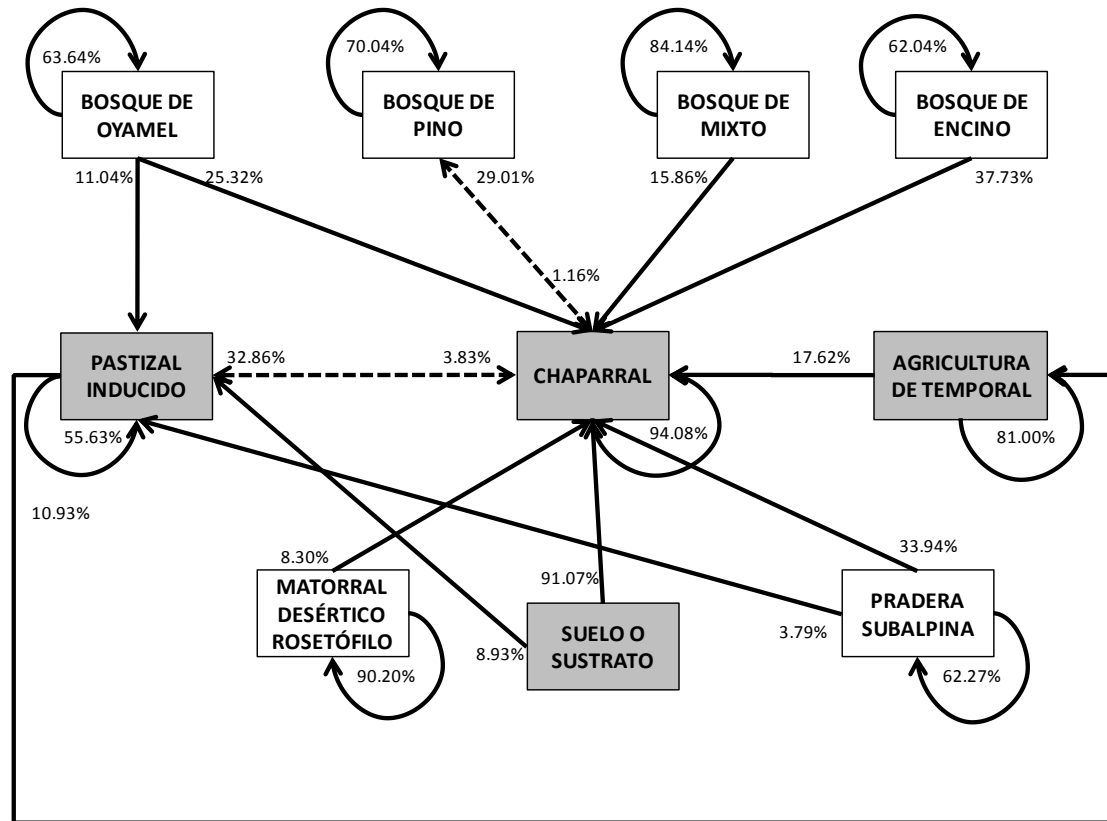 63.64%
70.04%
84.14%
62.04%
BOSQUE DE
OYAMEL
BOSQUE DE
PINO
BOSQUE DE
MIXTO
BOSQUE DE
ENCINO
11.04%
25.32%
29.01%
15.86%
37.73%
1.16%
PASTIZAL
INDUCIDO
32.86%
3.83%
CHAPARRAL
17.62%
AGRICULTURA
DE TEMPORAL
55.63%
94.08%
81.00%
10.93%
8.30%
91.07%
33.94%
MATORRAL
DESÉRTICO
ROSETÓFILO
SUELO O
SUSTRATO
PRADERA
SUBALPINA
8.93%
3.79%
90.20%
62.27%